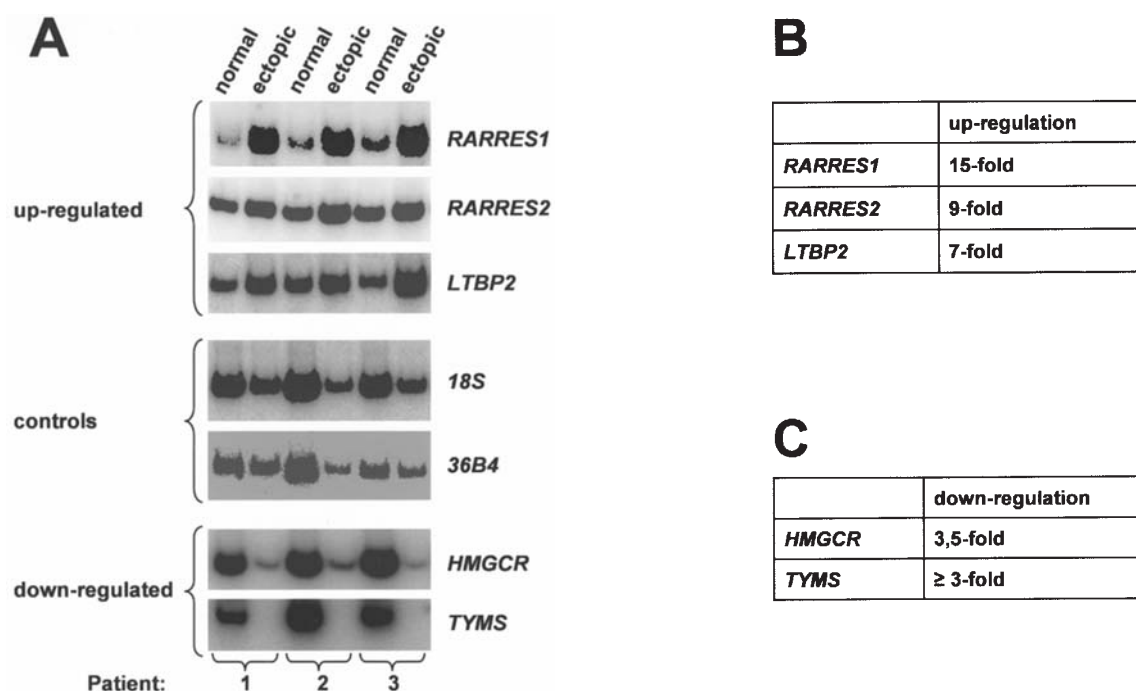 A
normal ectopic normal ectopic normal ectopic
up-regulated
RARRES1
RARRES2
LTBP2
controls
18S
36B4
down-regulated
HMGCR
TYMS
Patient: 1 2 3
B
up-regulation
RARRES1 15-fold
RARRES2 9-fold
LTBP2 7-fold
C
down-regulation
HMGCR 3,5-fold
TYMS ≥ 3-fold